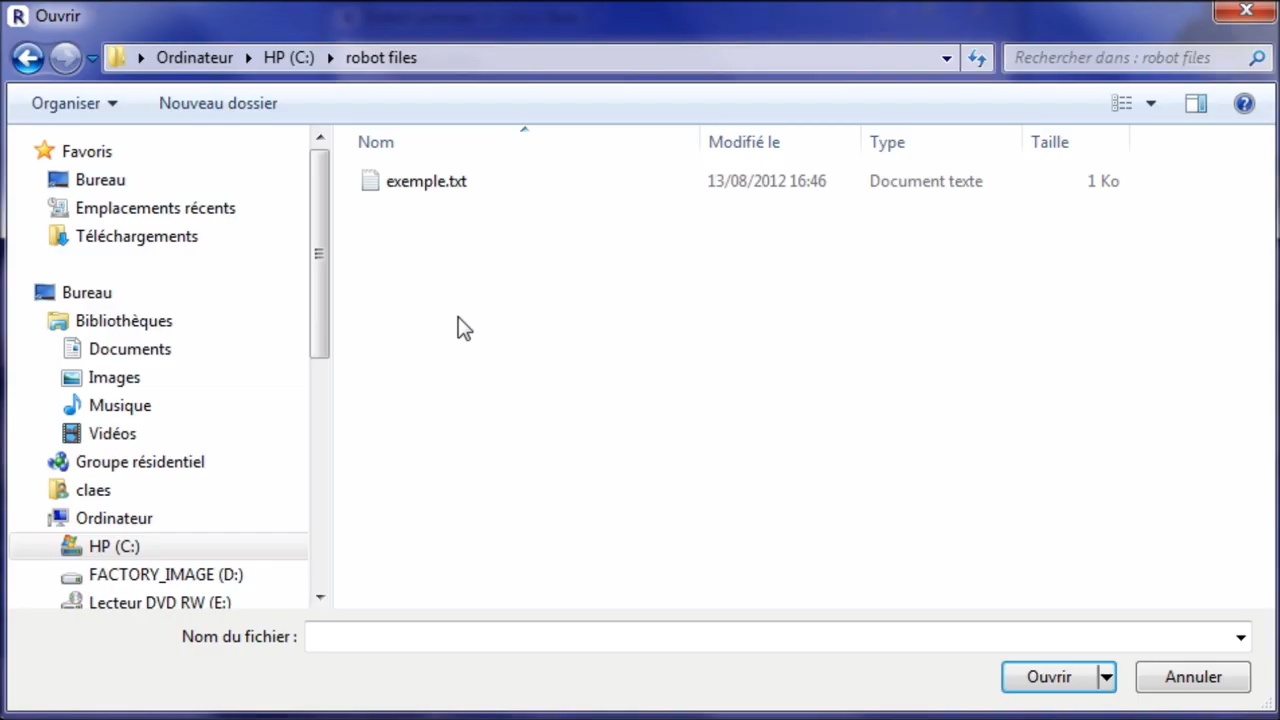 R Ouvrir
Ordinateur HP (C:) robot files
Rechercher dans : robot files
Organiser Nouveau dossier
Nom Modifié le Type Taille
exemple.txt 13/08/2012 16:46 Document texte 1 Ko
Favoris
Bureau
Emplacements récents
Téléchargements
Bureau
Bibliothèques
Documents
Images
Musique
Vidéos
Groupe résidentiel
claes
Ordinateur
HP (C:)
FACTORY_IMAGE (D:)
Lecteur DVD RW (E:)
Nom du fichier :
Ouvrir Annuler